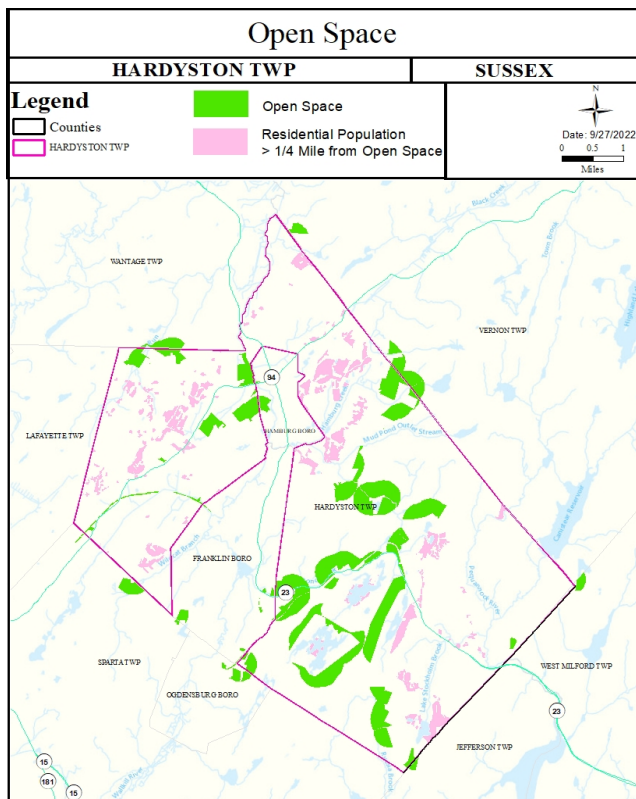 Open Space
HARDYSTON TWP
SUSSEX
Legend
Counties
HARDYSTON TWP
Open Space
Residential Population
> 1/4 Mile from Open Space
N
Date: 9/27/2022
0 0.5 1
Miles
Black Creek
WANTAGE TWP
VERNON TWP
94
HAMBURG BORO
Mud Pond Outlet Stream
LAFAYETTE TWP
HARDYSTON TWP
FRANKLIN BORO
23
SPARTA TWP
OGDENSBURG BORO
WEST MILFORD TWP
23
JEFFERSON TWP
15
181
15